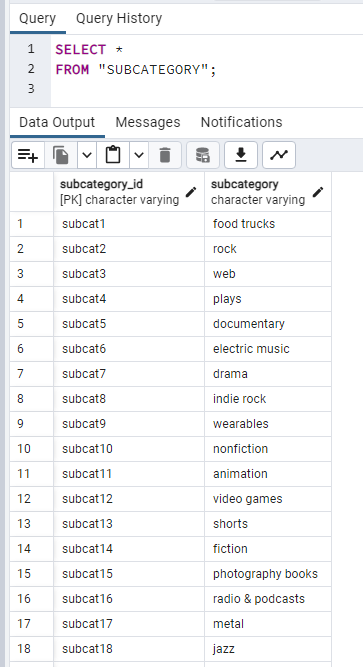 Query Query History
1 SELECT *
2 FROM "SUBCATEGORY";
3
Data Output Messages Notifications
subcategory_id subcategory
[PK] character varying character varying
1 subcat1 food trucks
2 subcat2 rock
3 subcat3 web
4 subcat4 plays
5 subcat5 documentary
6 subcat6 electric music
7 subcat7 drama
8 subcat8 indie rock
9 subcat9 wearables
10 subcat10 nonfiction
11 subcat11 animation
12 subcat12 video games
13 subcat13 shorts
14 subcat14 fiction
15 subcat15 photography books
16 subcat16 radio & podcasts
17 subcat17 metal
18 subcat18 jazz